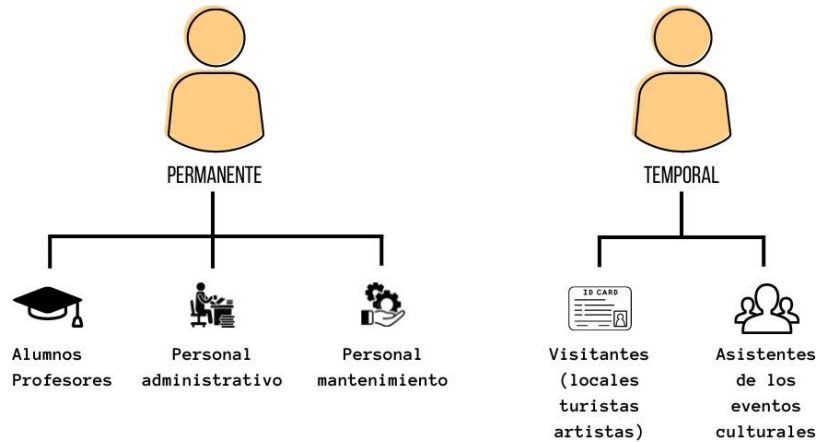 PERMANENTE
TEMPORAL
ID CARD
Alumnos
Profesores
Personal
administrativo
Personal
mantenimiento
Visitantes
(locales
turistas
artistas)
Asistentes
de los
eventos
culturales